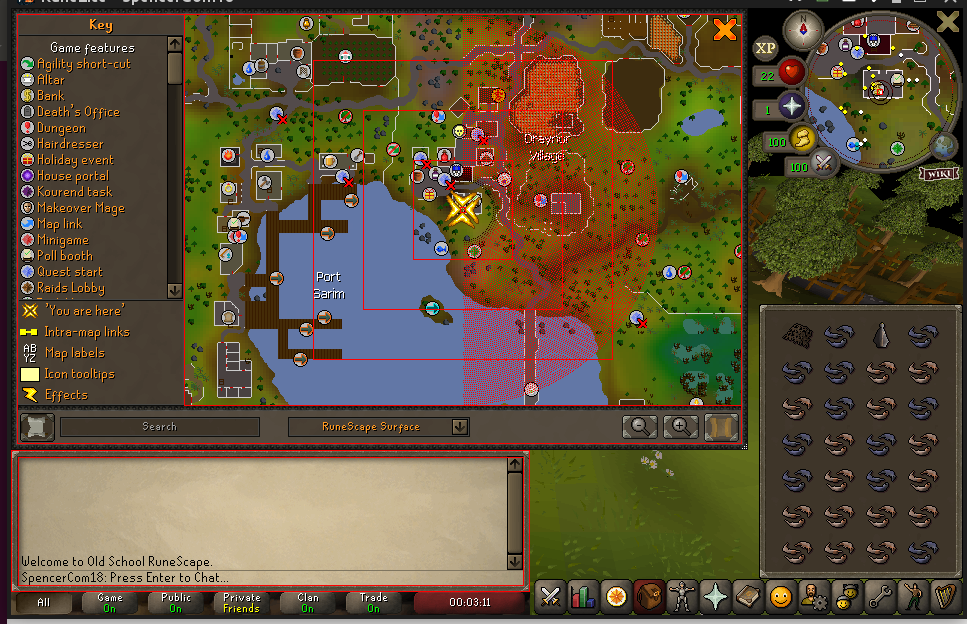 RuneLite - SpencerCom18
Key
Game features
Agility short-cut
Altar
Bank
Death's Office
Dungeon
Hairdresser
Holiday event
House portal
Kourend task
Makeover Mage
Map link
Minigame
Poll booth
Quest start
Raids Lobby
'You are here'
Intra-map links
AB
YZ
Map labels
Icon tooltips
Effects
Draynor
Village
Port
Sarim
Search
RuneScape Surface
XP
22
1
100
100
WIKI
Welcome to Old School RuneScape.
SpencerCom18: Press Enter to Chat...
All
Game
On
Public
On
Private
Friends
Clan
On
Trade
On
00:03:11